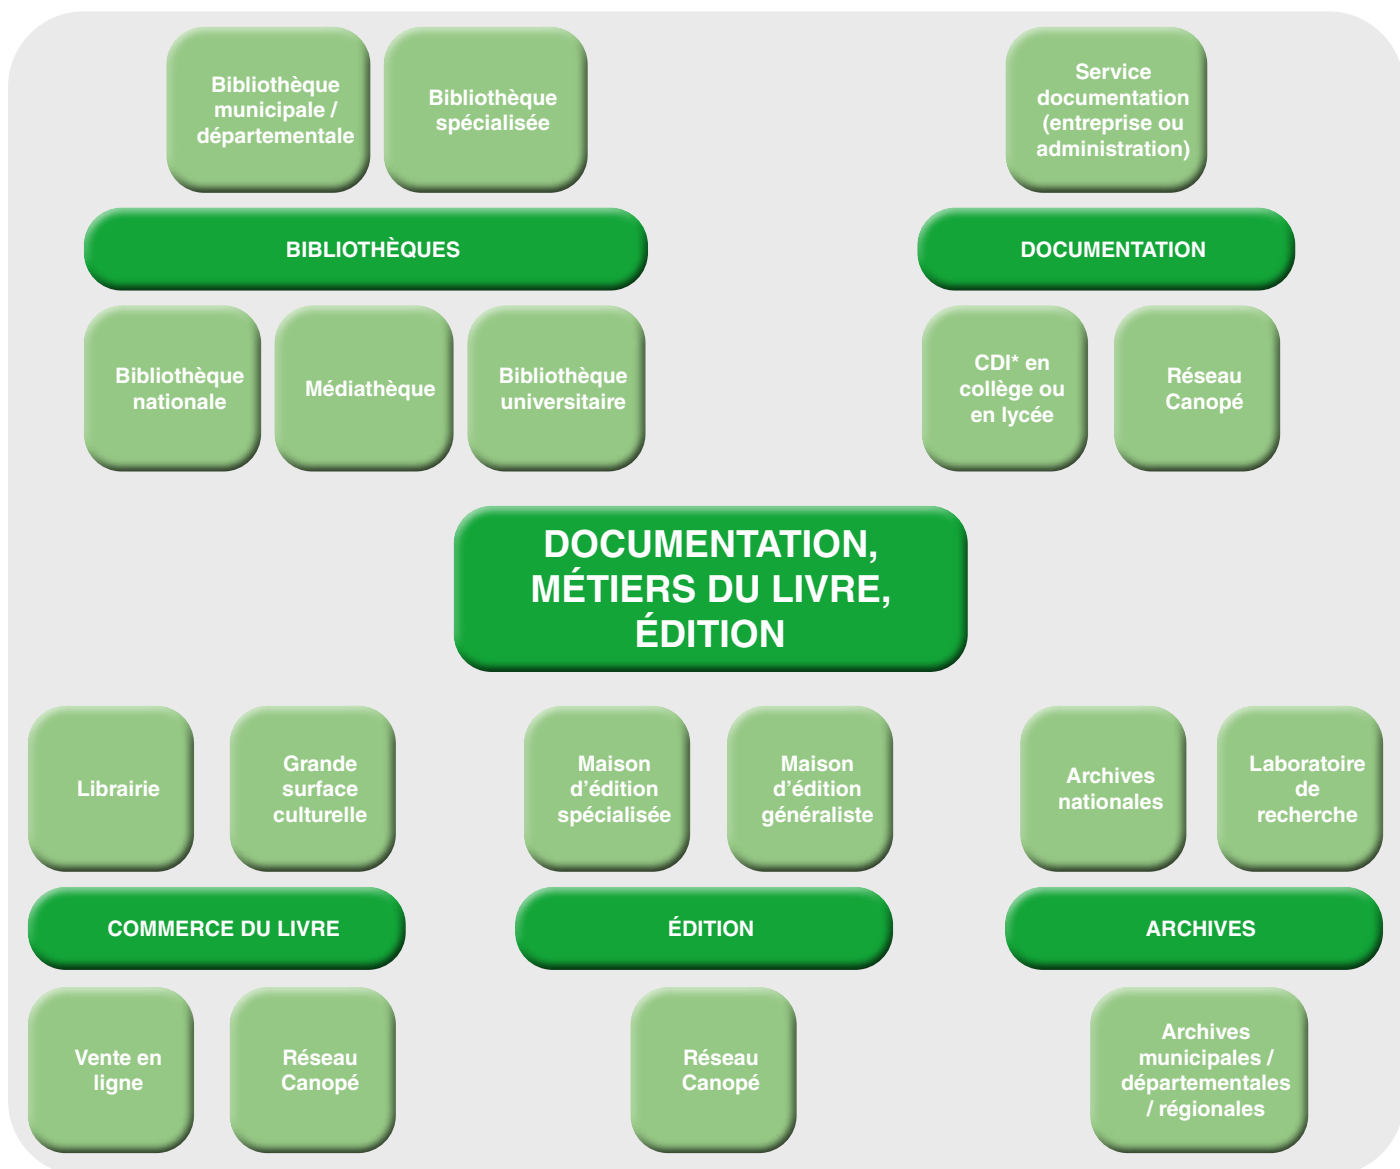 Bibliothèque
municipale /
départementale
Bibliothèque
spécialisée
Service
documentation
(entreprise ou
administration)
BIBLIOTHÈQUES
DOCUMENTATION
Bibliothèque
nationale
Médiathèque
Bibliothèque
universitaire
CDI* en
collège ou
en lycée
Réseau
Canopé
DOCUMENTATION,
MÉTIERS DU LIVRE,
ÉDITION
Librairie
Grande
surface
culturelle
Maison
d’édition
spécialisée
Maison
d’édition
généraliste
Archives
nationales
Laboratoire
de
recherche
COMMERCE DU LIVRE
ÉDITION
ARCHIVES
Vente en
ligne
Réseau
Canopé
Réseau
Canopé
Archives
municipales /
départementales
/ régionales